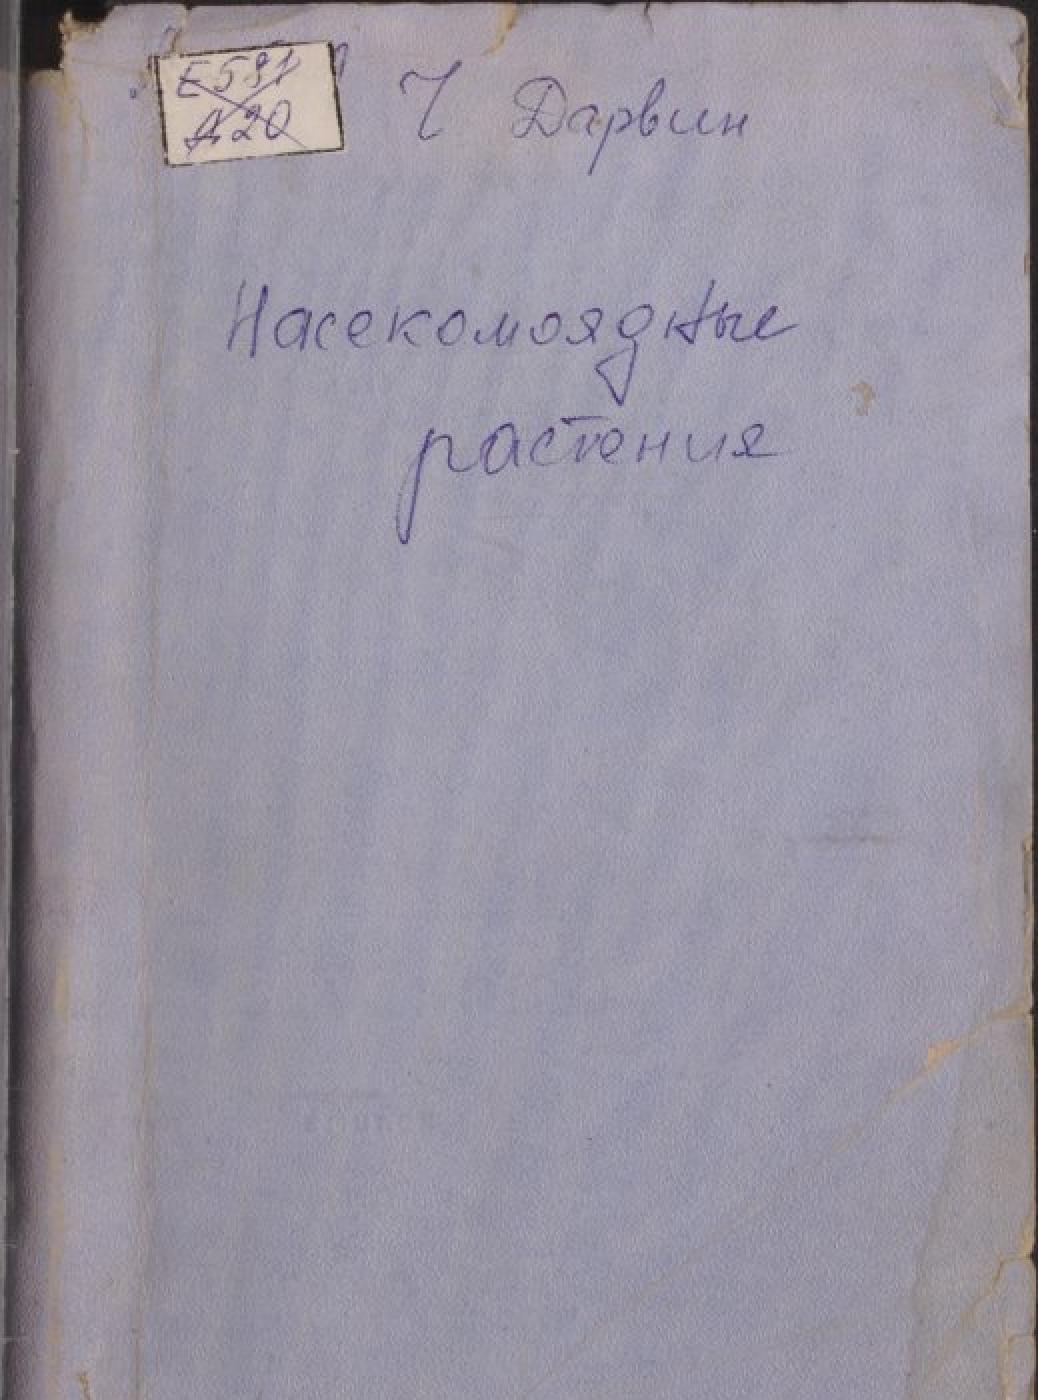 Е591
Д20
Ч Дарвин
Насекомоядные
растения